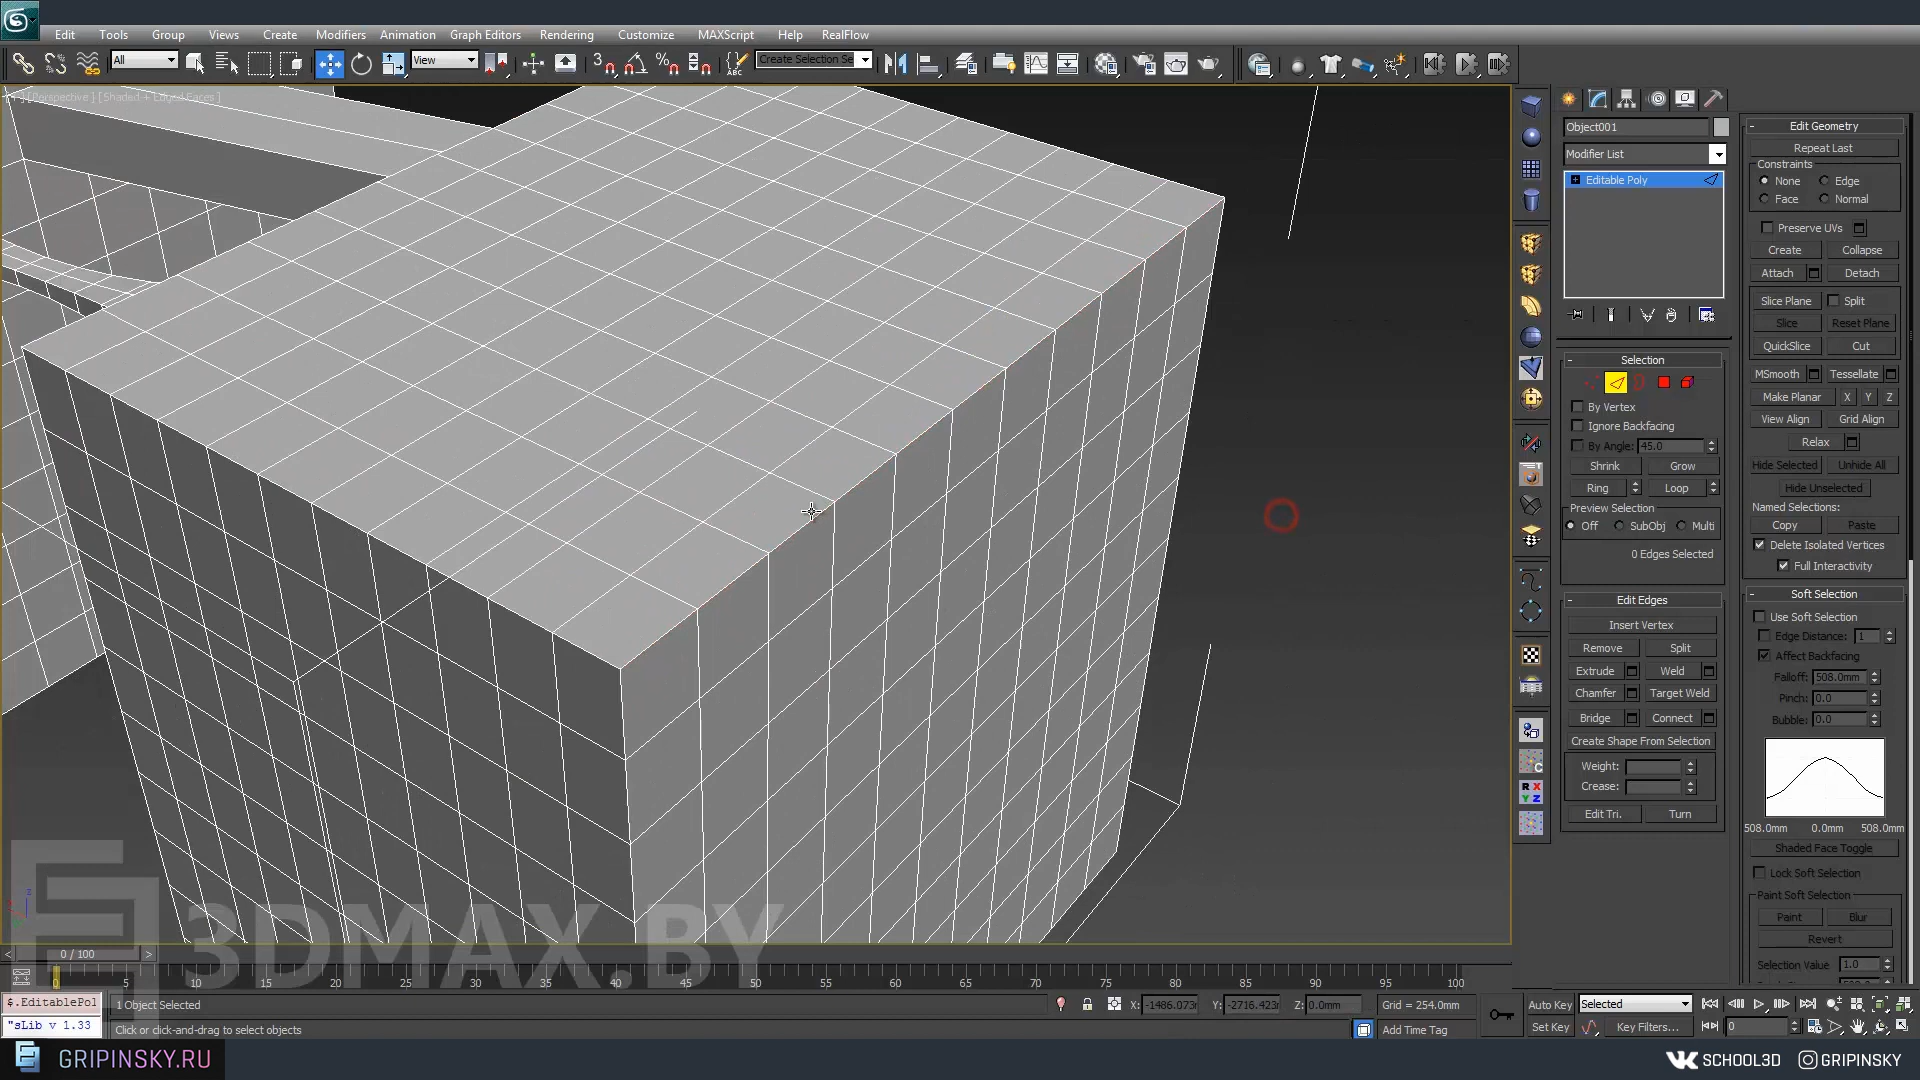 Edit Tools Group Views Create Modifiers Animation Graph Editors Rendering Customize MAXScript Help RealFlow
All View Create Selection Se
[ Perspective ] [ Shaded + Edged Faces ]
Object001
Modifier List
Editable Poly
Selection
By Vertex
Ignore Backfacing
By Angle: 45.0
Shrink Grow
Ring Loop
Preview Selection
Off SubObj Multi
0 Edges Selected
Edit Edges
Insert Vertex
Remove Split
Extrude Weld
Chamfer Target Weld
Bridge Connect
Create Shape From Selection
Weight:
Crease:
Edit Tri. Turn
Edit Geometry
Repeat Last
Constraints
None Edge
Face Normal
Preserve UVs
Create Collapse
Attach Detach
Slice Plane Split
Slice Reset Plane
QuickSlice Cut
MSmooth Tessellate
Make Planar X Y Z
View Align Grid Align
Relax
Hide Selected Unhide All
Hide Unselected
Named Selections:
Copy Paste
Delete Isolated Vertices
Full Interactivity
Soft Selection
Use Soft Selection
Edge Distance: 1
Affect Backfacing
Falloff: 508.0mm
Pinch: 0.0
Bubble: 0.0
508.0mm 0.0mm 508.0mm
Shaded Face Toggle
Lock Soft Selection
Paint Soft Selection
Paint Blur
Revert
Selection Value 1.0
3DMAX.BY
< 0 / 100 >
0 5 10 15 20 25 30 35 40 45 50 55 60 65 70 75 80 85 90 95 100
$.EditablePol
"sLib v 1.33
1 Object Selected
Click or click-and-drag to select objects
X: -1486.073r Y: -2716.423r Z: 0.0mm Grid = 254.0mm
Add Time Tag
Auto Key Selected
Set Key Key Filters... 0
GRIPINSKY.RU
SCHOOL3D GRIPINSKY